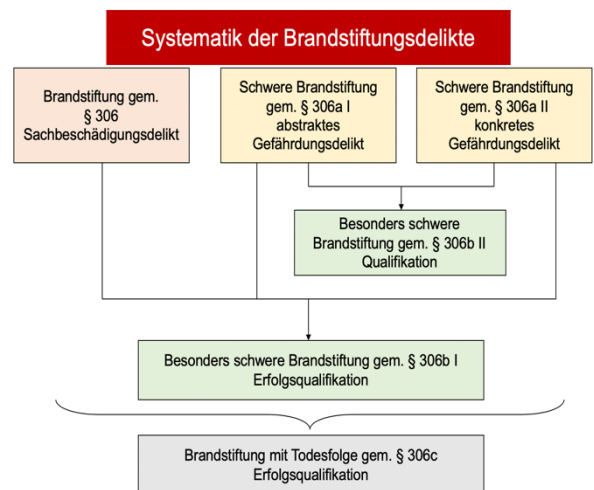 Systematik der Brandstiftungsdelikte
Brandstiftung gem.
§ 306
Sachbeschädigungsdelikt
Schwere Brandstiftung
gem. § 306a I
abstraktes
Gefährdungsdelikt
Schwere Brandstiftung
gem. § 306a II
konkretes
Gefährdungsdelikt
Besonders schwere
Brandstiftung gem. § 306b II
Qualifikation
Besonders schwere Brandstiftung gem. § 306b I
Erfolgsqualifikation
Brandstiftung mit Todesfolge gem. § 306c
Erfolgsqualifikation